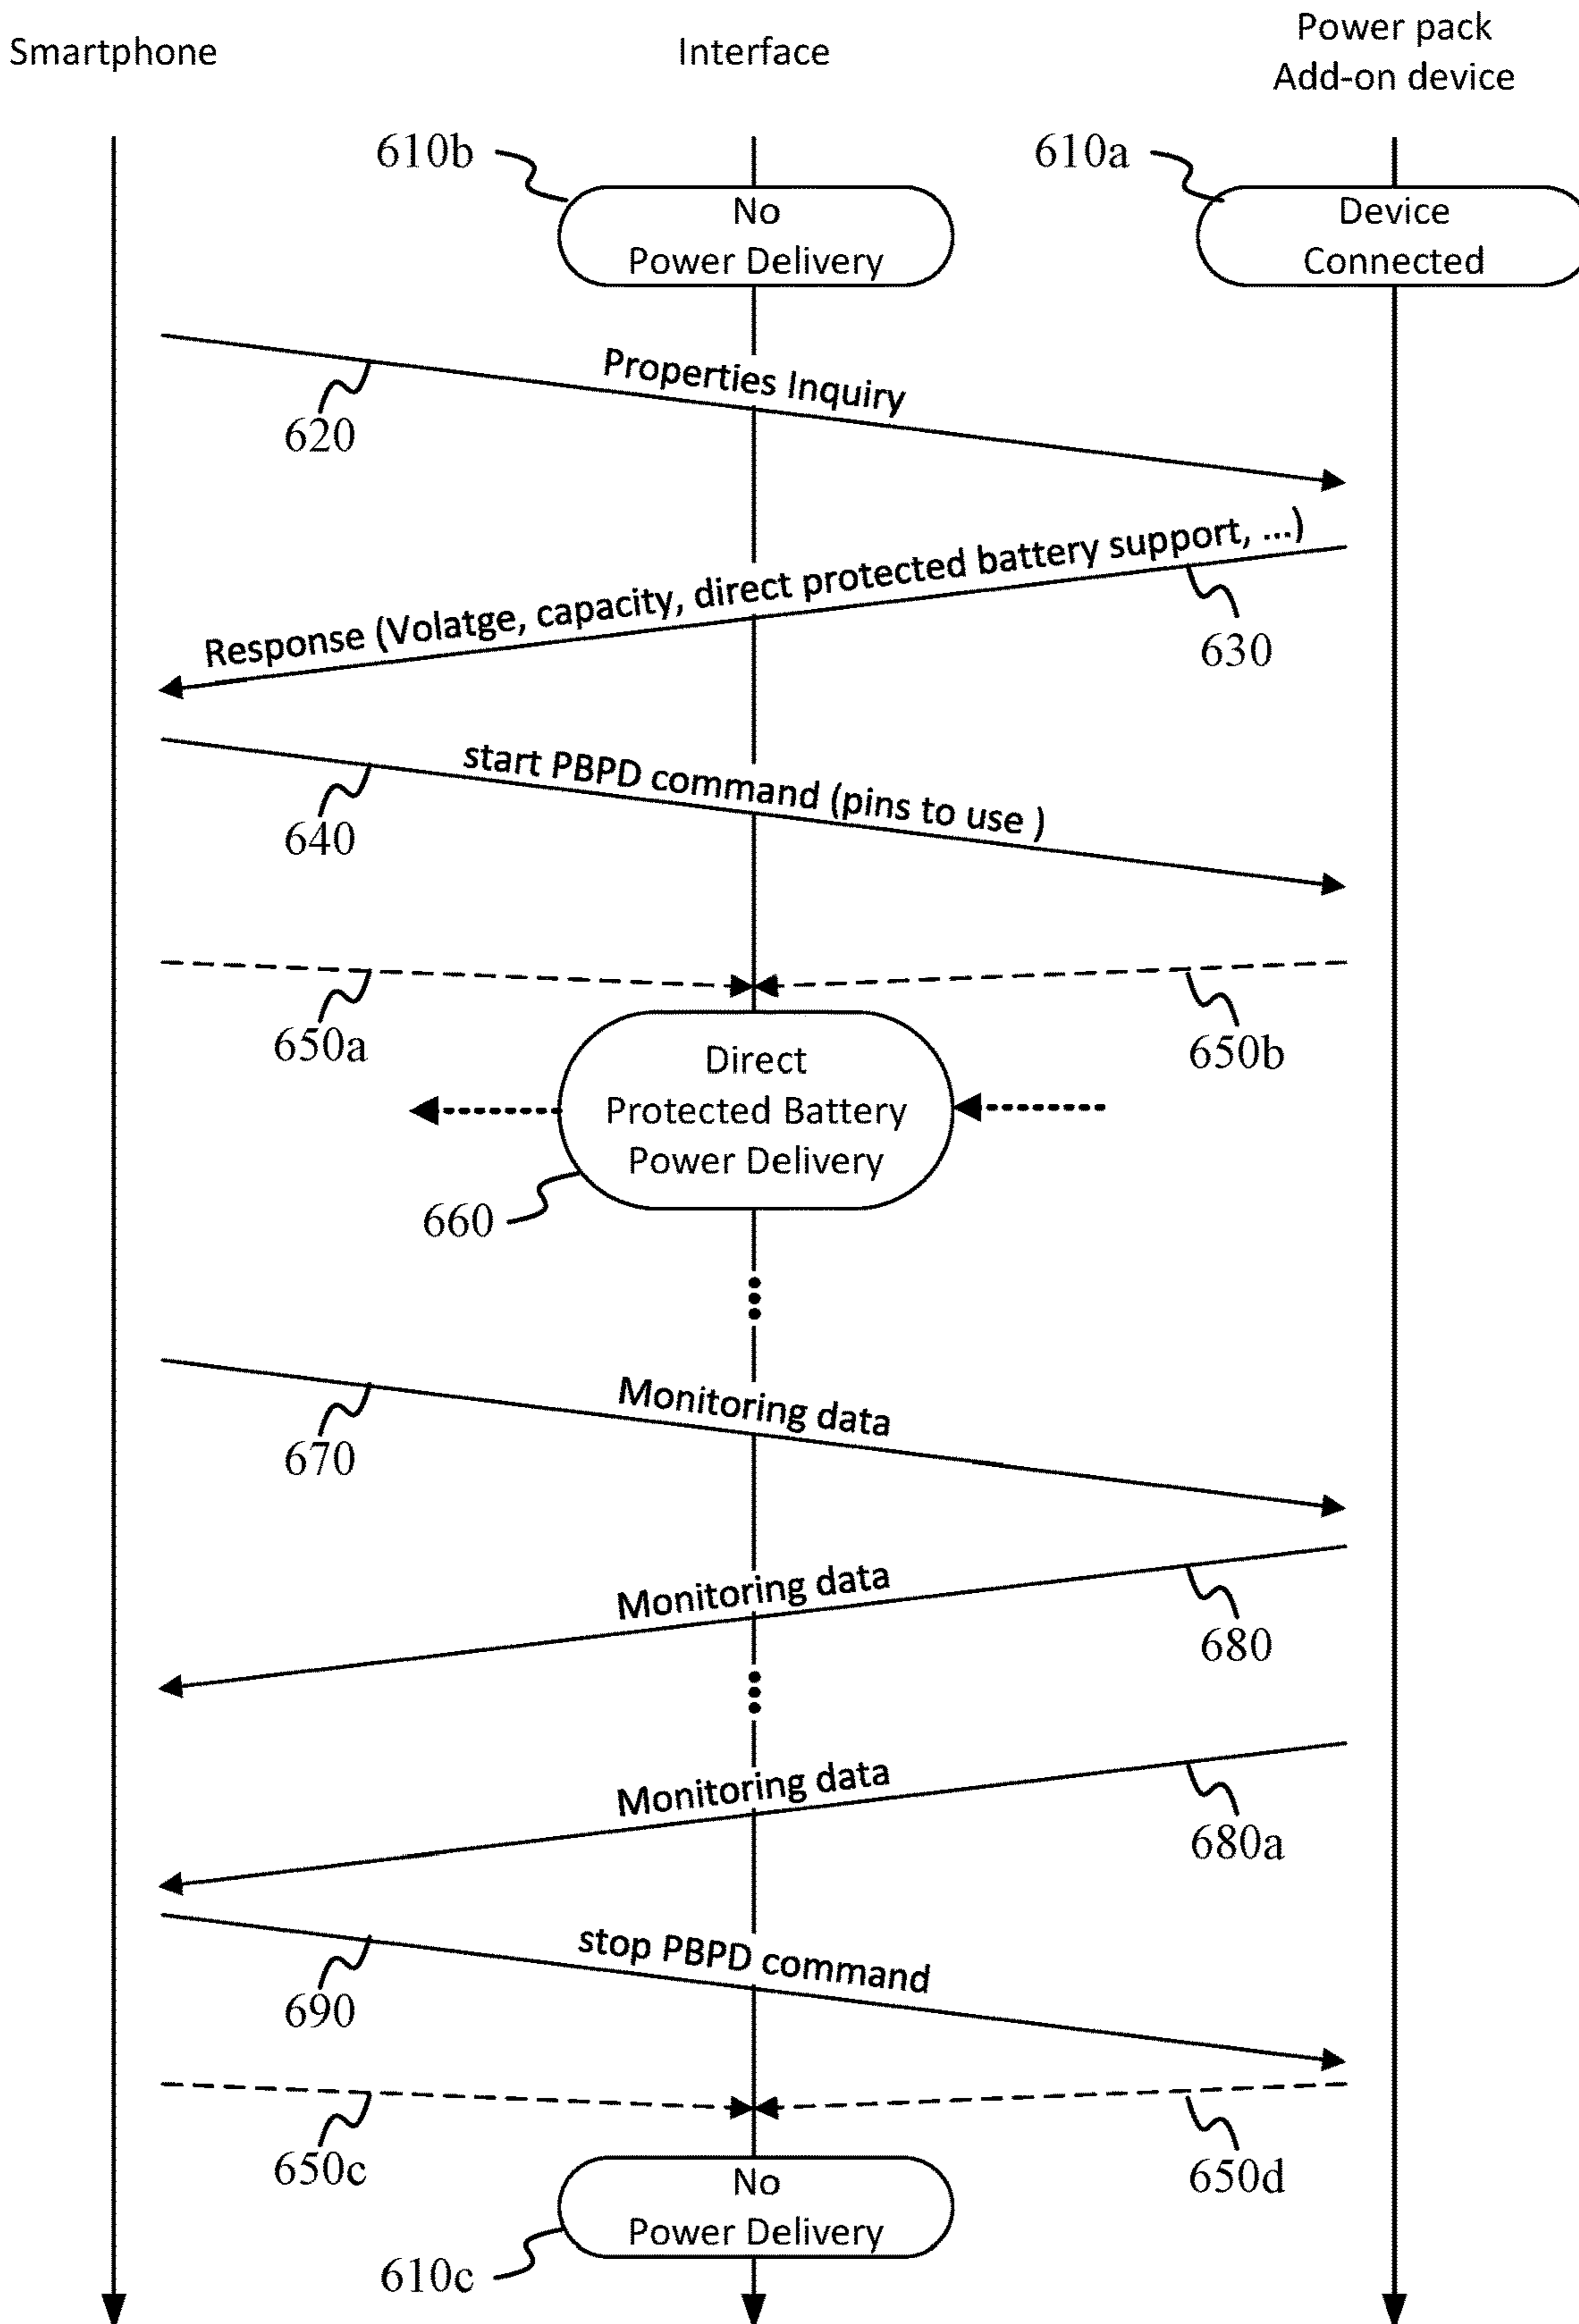 Smartphone
Interface
Power pack
Add-on device
610b
610a
No
Power Delivery
Device
Connected
Properties Inquiry
620
Response (Volatge, capacity, direct protected battery support, ...)
630
start PBPD command (pins to use )
640
650a
650b
Direct
Protected Battery
Power Delivery
660
Monitoring data
670
Monitoring data
680
Monitoring data
680a
stop PBPD command
690
650c
650d
No
Power Delivery
610c